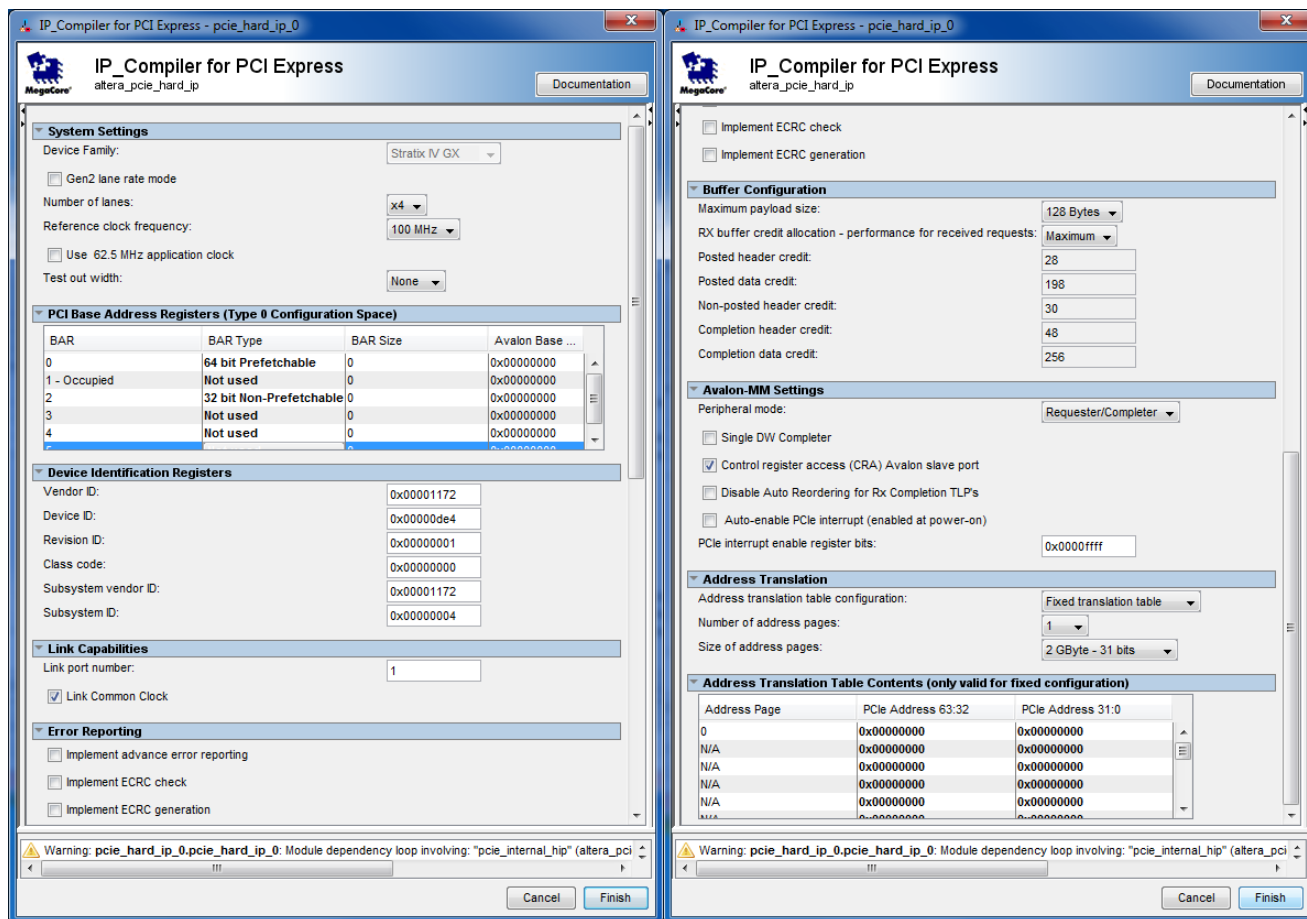 IP_Compiler for PCI Express - pcie_hard_ip_0
IP_Compiler for PCI Express
altera_pcie_hard_ip
MegaCore®
Documentation
System Settings
Device Family: Stratix IV GX
Gen2 lane rate mode
Number of lanes: x4
Reference clock frequency: 100 MHz
Use 62.5 MHz application clock
Test out width: None
PCI Base Address Registers (Type 0 Configuration Space)
BAR BAR Type BAR Size Avalon Base ...
0 64 bit Prefetchable 0 0x00000000
1 - Occupied Not used 0 0x00000000
2 32 bit Non-Prefetchable 0 0x00000000
3 Not used 0 0x00000000
4 Not used 0 0x00000000
Device Identification Registers
Vendor ID: 0x00001172
Device ID: 0x00000de4
Revision ID: 0x00000001
Class code: 0x00000000
Subsystem vendor ID: 0x00001172
Subsystem ID: 0x00000004
Link Capabilities
Link port number: 1
Link Common Clock
Error Reporting
Implement advance error reporting
Implement ECRC check
Implement ECRC generation
Warning: pcie_hard_ip_0.pcie_hard_ip_0: Module dependency loop involving: "pcie_internal_hip" (altera_pci
Cancel Finish
IP_Compiler for PCI Express - pcie_hard_ip_0
IP_Compiler for PCI Express
altera_pcie_hard_ip
MegaCore®
Documentation
Implement ECRC check
Implement ECRC generation
Buffer Configuration
Maximum payload size: 128 Bytes
RX buffer credit allocation - performance for received requests: Maximum
Posted header credit: 28
Posted data credit: 198
Non-posted header credit: 30
Completion header credit: 48
Completion data credit: 256
Avalon-MM Settings
Peripheral mode: Requester/Completer
Single DW Completer
Control register access (CRA) Avalon slave port
Disable Auto Reordering for Rx Completion TLP's
Auto-enable PCIe interrupt (enabled at power-on)
PCIe interrupt enable register bits: 0x0000ffff
Address Translation
Address translation table configuration: Fixed translation table
Number of address pages: 1
Size of address pages: 2 GByte - 31 bits
Address Translation Table Contents (only valid for fixed configuration)
Address Page PCIe Address 63:32 PCIe Address 31:0
0 0x00000000 0x00000000
N/A 0x00000000 0x00000000
N/A 0x00000000 0x00000000
N/A 0x00000000 0x00000000
N/A 0x00000000 0x00000000
N/A 0x00000000 0x00000000
Warning: pcie_hard_ip_0.pcie_hard_ip_0: Module dependency loop involving: "pcie_internal_hip" (altera_pci
Cancel Finish